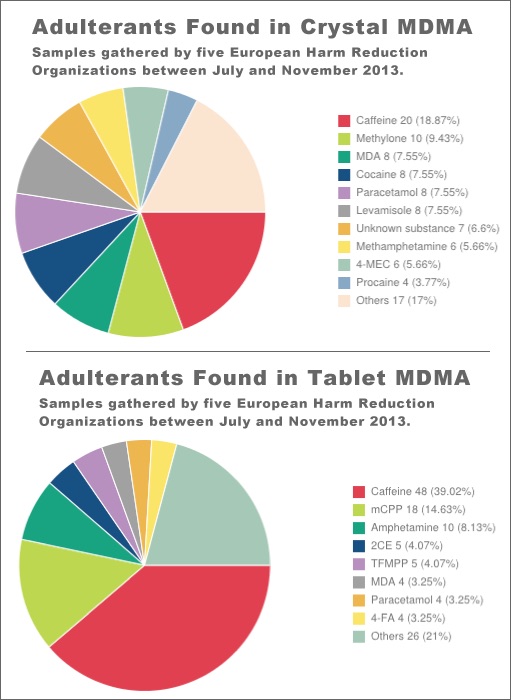 Adulterants Found in Crystal MDMA
Samples gathered by five European Harm Reduction
Organizations between July and November 2013.
Caffeine 20 (18.87%)
Methylone 10 (9.43%)
MDA 8 (7.55%)
Cocaine 8 (7.55%)
Paracetamol 8 (7.55%)
Levamisole 8 (7.55%)
Unknown substance 7 (6.6%)
Methamphetamine 6 (5.66%)
4-MEC 6 (5.66%)
Procaine 4 (3.77%)
Others 17 (17%)
Adulterants Found in Tablet MDMA
Samples gathered by five European Harm Reduction
Organizations between July and November 2013.
Caffeine 48 (39.02%)
mCPP 18 (14.63%)
Amphetamine 10 (8.13%)
2CE 5 (4.07%)
TFMPP 5 (4.07%)
MDA 4 (3.25%)
Paracetamol 4 (3.25%)
4-FA 4 (3.25%)
Others 26 (21%)